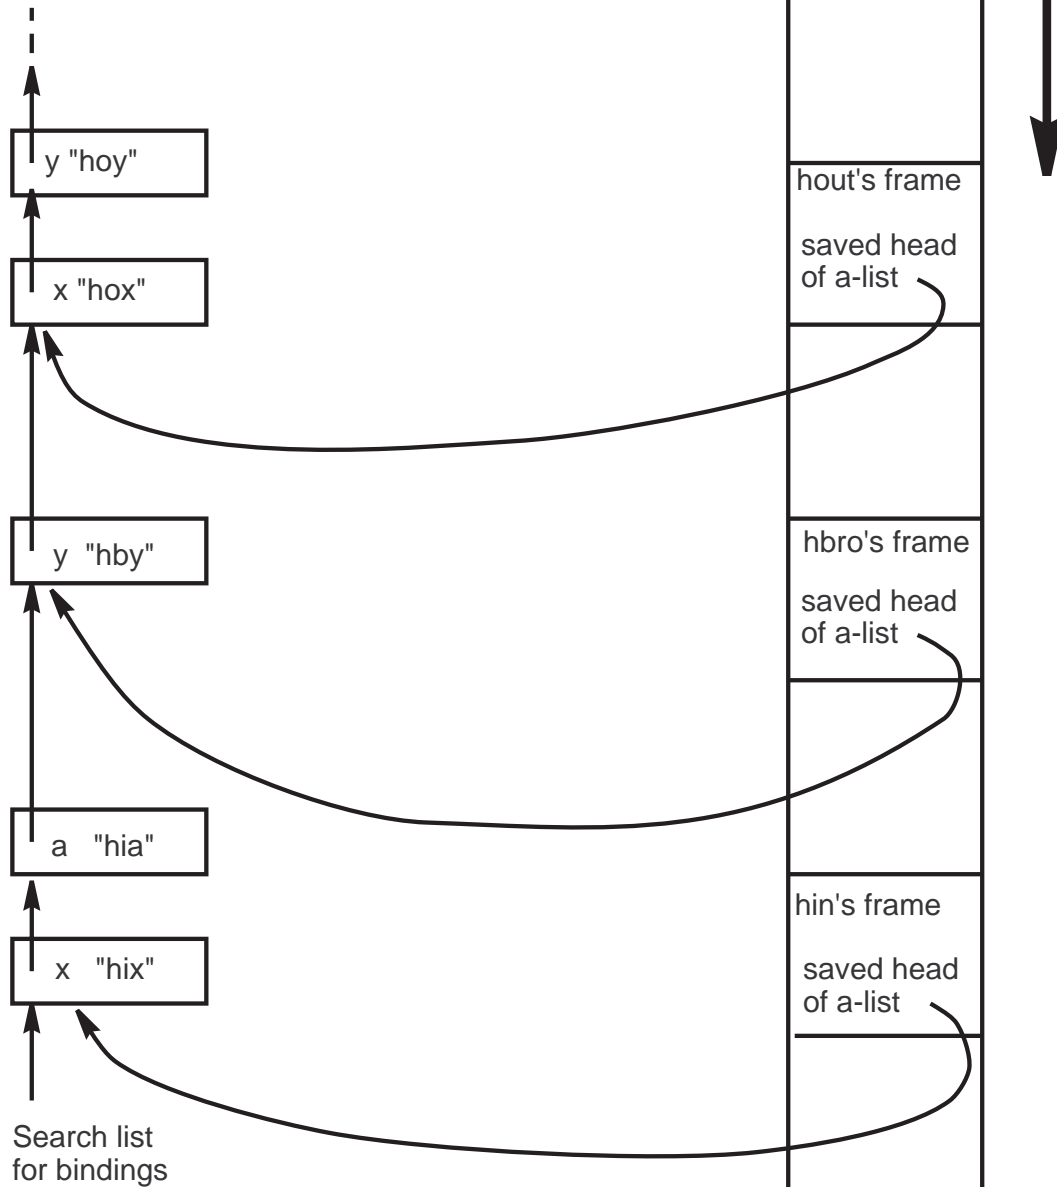 y "hoy"
hout's frame
saved head
of a-list
x "hox"
y "hby"
hbro's frame
saved head
of a-list
a "hia"
hin's frame
x "hix"
saved head
of a-list
Search list
for bindings